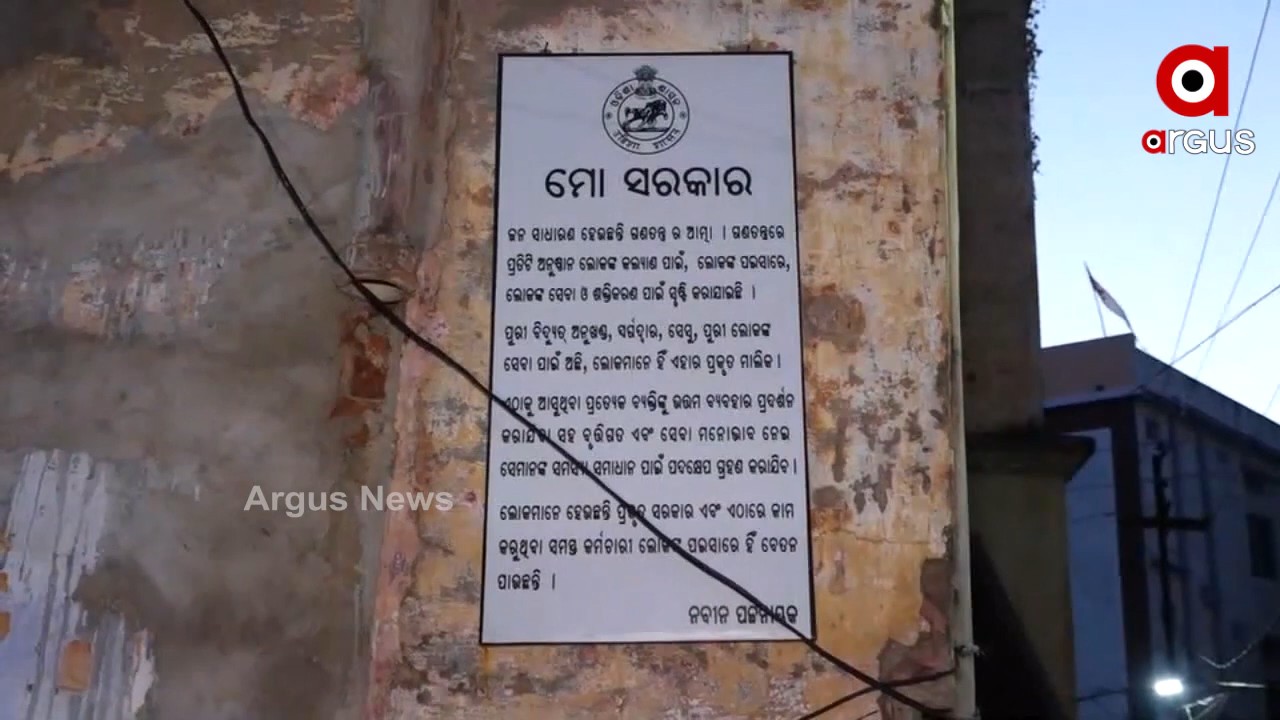 argus
ଓଡ଼ିଶା ଶାସନ
ମୋ ସରକାର
ଜନ ସାଧାରଣ ହେଉଛନ୍ତି ଗଣତନ୍ତ୍ର ର ଆତ୍ମା । ଗଣତନ୍ତ୍ରରେ
ପ୍ରତିଟି ଅନୁଷ୍ଠାନ ଲୋକଙ୍କ କଲ୍ୟାଣ ପାଇଁ, ଲୋକଙ୍କ ପଇସାରେ,
ଲୋକଙ୍କ ସେବା ଓ ଶକ୍ତିକରଣ ପାଇଁ ସୃଷ୍ଟି କରାଯାଇଛି ।
ପୁରୀ ବିଦ୍ୟୁତ୍ ଅନୁଖଣ୍ଡ, ସର୍ଗଦ୍ୱାର, ସେସୁ, ପୁରୀ ଲୋକଙ୍କ
ସେବା ପାଇଁ ଅଛି, ଲୋକମାନେ ହିଁ ଏହାର ପ୍ରକୃତ ମାଲିକ ।
ଏଠାକୁ ଆସୁଥିବା ପ୍ରତ୍ୟେକ ବ୍ୟକ୍ତିଙ୍କୁ ଭତ୍ତମ ବ୍ୟବହାର ପ୍ରଦର୍ଶନ
କରାଯିବା ସହ ବୃତ୍ତିଗତ ଏବଂ ସେବା ମନୋଭାବ ନେଇ
ସେମାନଙ୍କ ସମସ୍ୟା ସମାଧାନ ପାଇଁ ପଦକ୍ଷେପ ଗ୍ରହଣ କରାଯିବ ।
ଲୋକମାନେ ହେଉଛନ୍ତି ପ୍ରକୃତ ସରକାର ଏବଂ ଏଠାରେ କାମ
କରୁଥିବା ସମସ୍ତ କର୍ମଚାରୀ ଲୋକଙ୍କ ପଇସାରେ ହିଁ ବେତନ
ପାଉଛନ୍ତି ।
ନବୀନ ପଟ୍ଟନାୟକ
Argus News